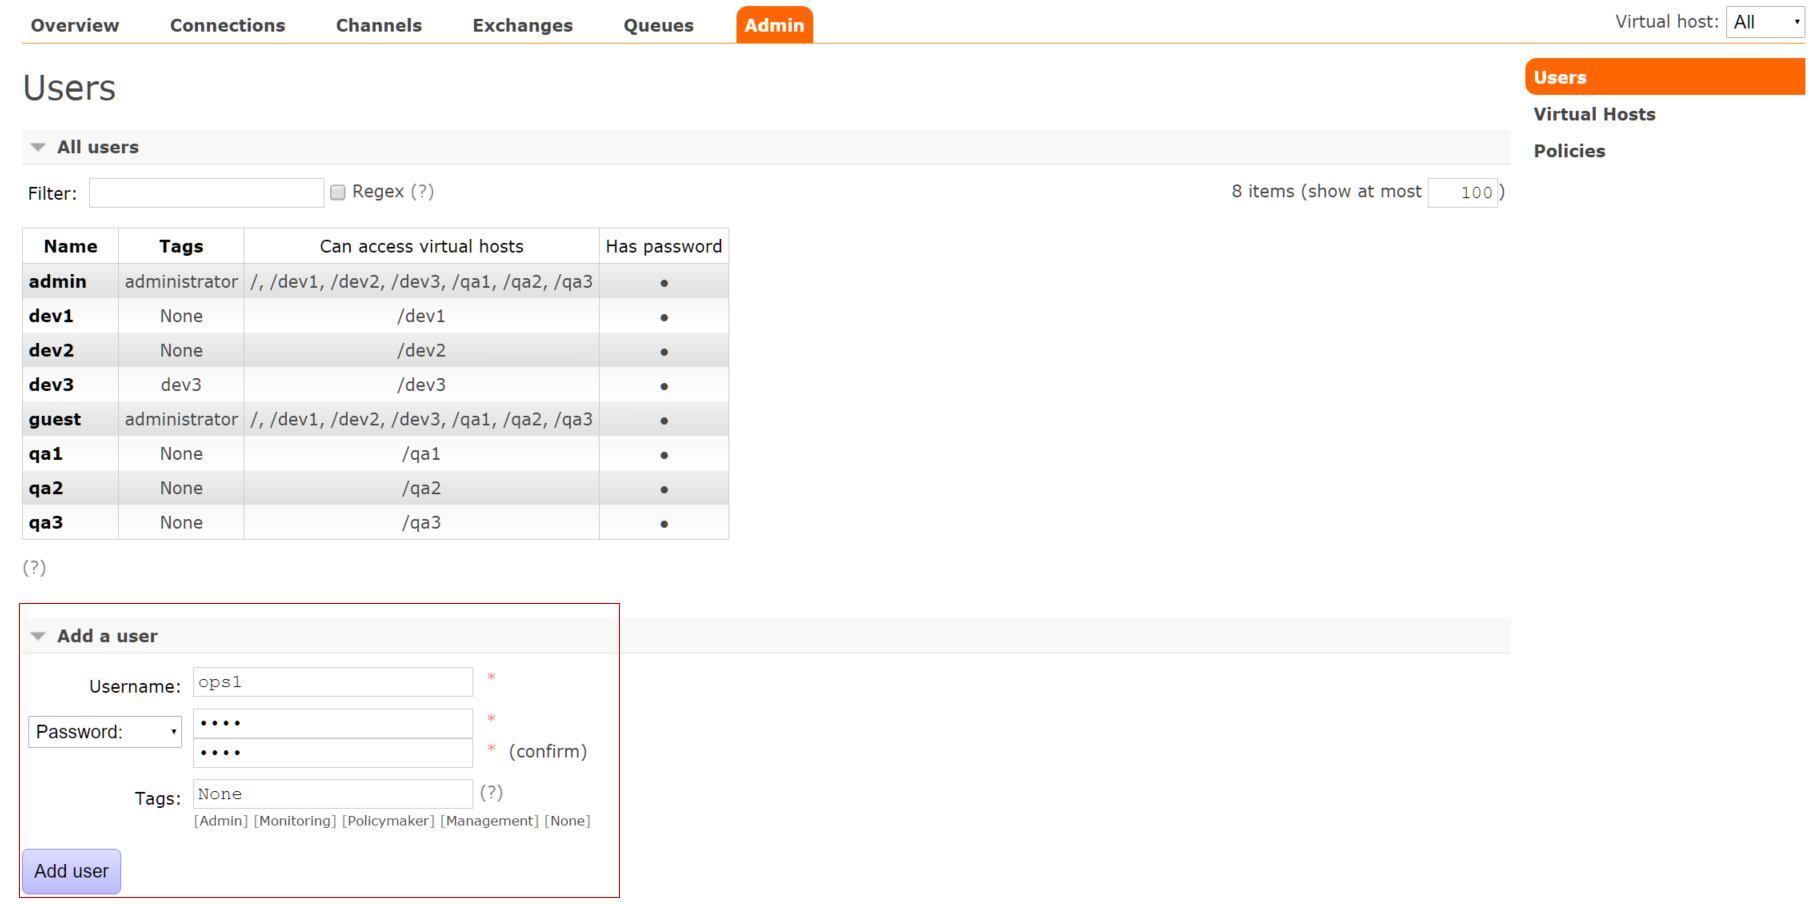 Overview Connections Channels Exchanges Queues Admin Virtual host: All
Users
Users
Virtual Hosts
Policies
All users
Filter: Regex (?) 8 items (show at most 100 )
Name Tags Can access virtual hosts Has password
admin administrator /, /dev1, /dev2, /dev3, /qa1, /qa2, /qa3 •
dev1 None /dev1 •
dev2 None /dev2 •
dev3 dev3 /dev3 •
guest administrator /, /dev1, /dev2, /dev3, /qa1, /qa2, /qa3 •
qa1 None /qa1 •
qa2 None /qa2 •
qa3 None /qa3 •
(?)
Add a user
Username: ops1 *
Password: •••• *
•••• * (confirm)
Tags: None (?)
[Admin] [Monitoring] [Policymaker] [Management] [None]
Add user